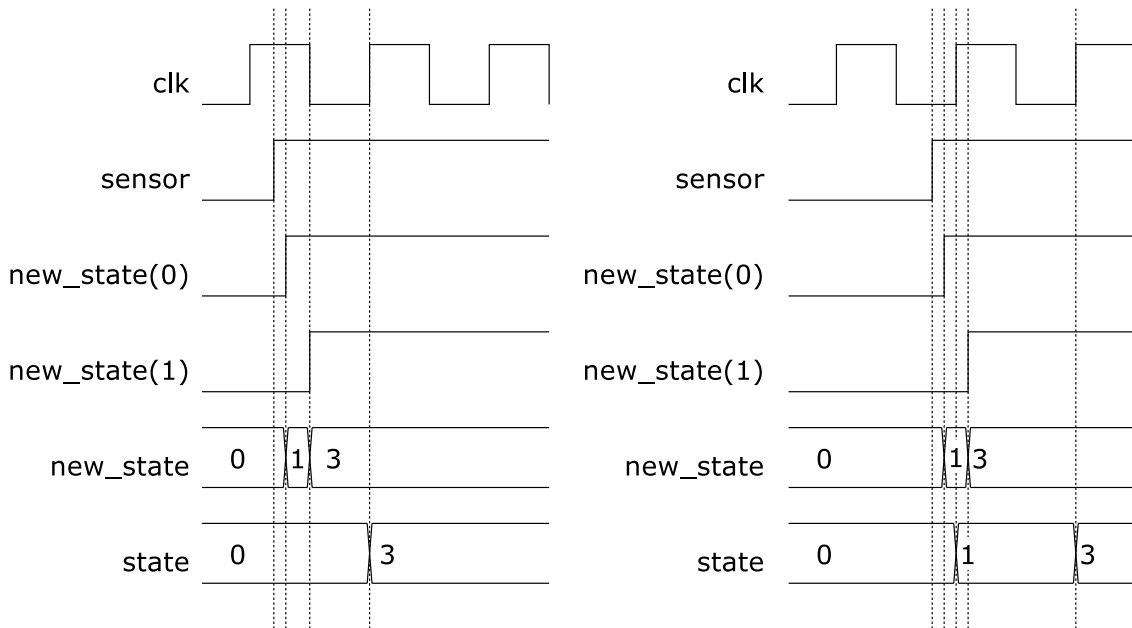 clk
sensor
new_state(0)
new_state(1)
new_state 0 1 3
state 0 3
clk
sensor
new_state(0)
new_state(1)
new_state 0 1 3
state 0 1 3